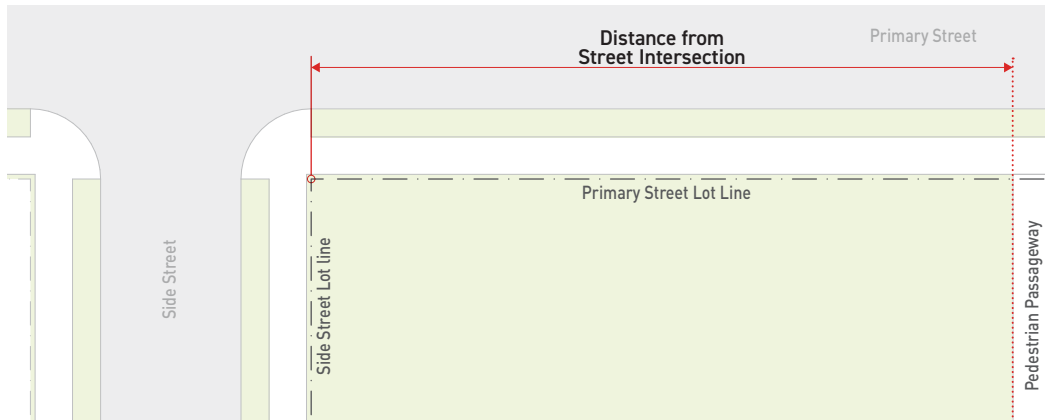 Distance from
Street Intersection
Primary Street
Primary Street Lot Line
Side Street
Side Street Lot line
Pedestrian Passageway